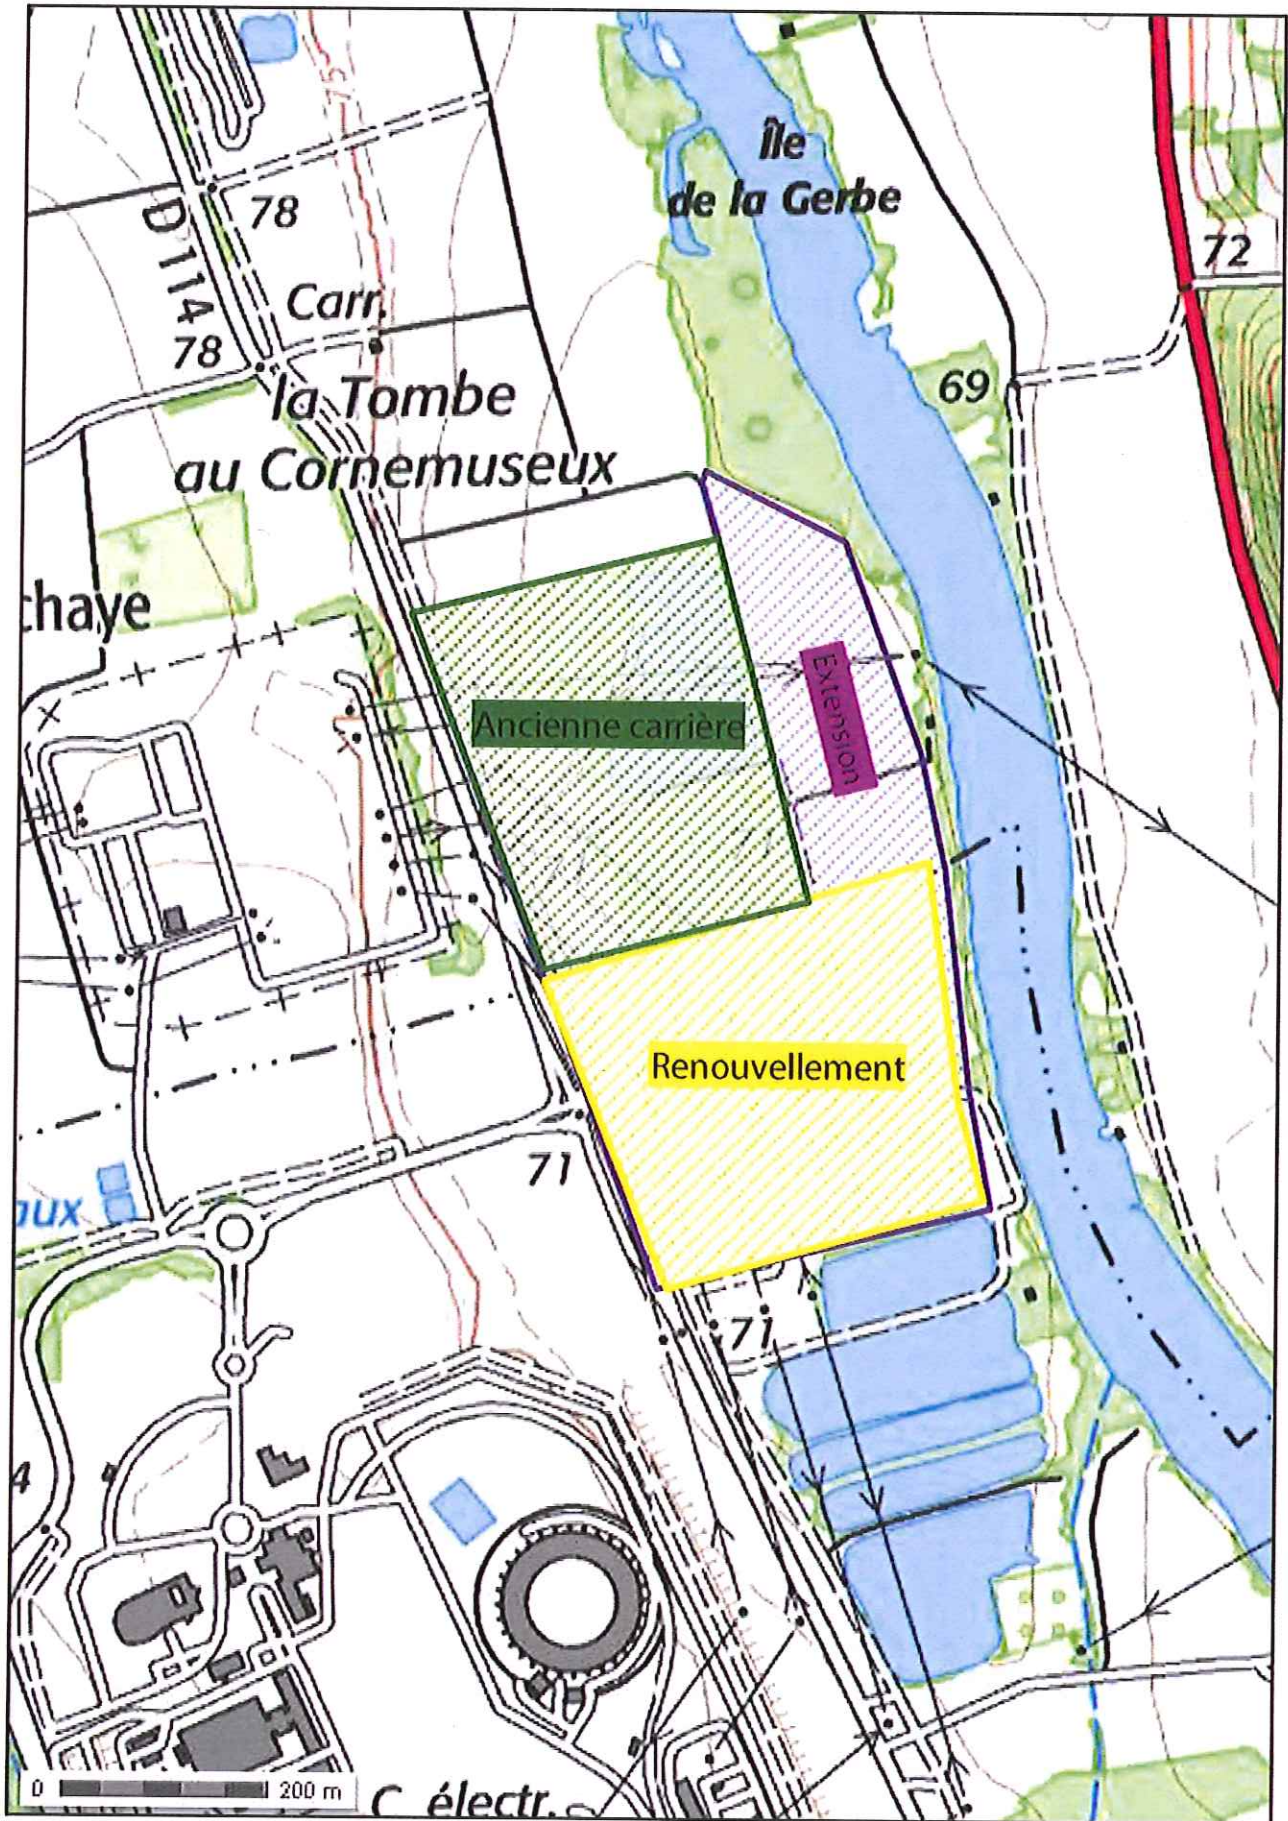 Île
de la Gerbe
78
D 114
72
Carr.
78
la Tombe
au Cornemuseux
69
chaye
Ancienne carrière
Extension
Renouvellement
71
aux
71
4
0 200 m
C électr.